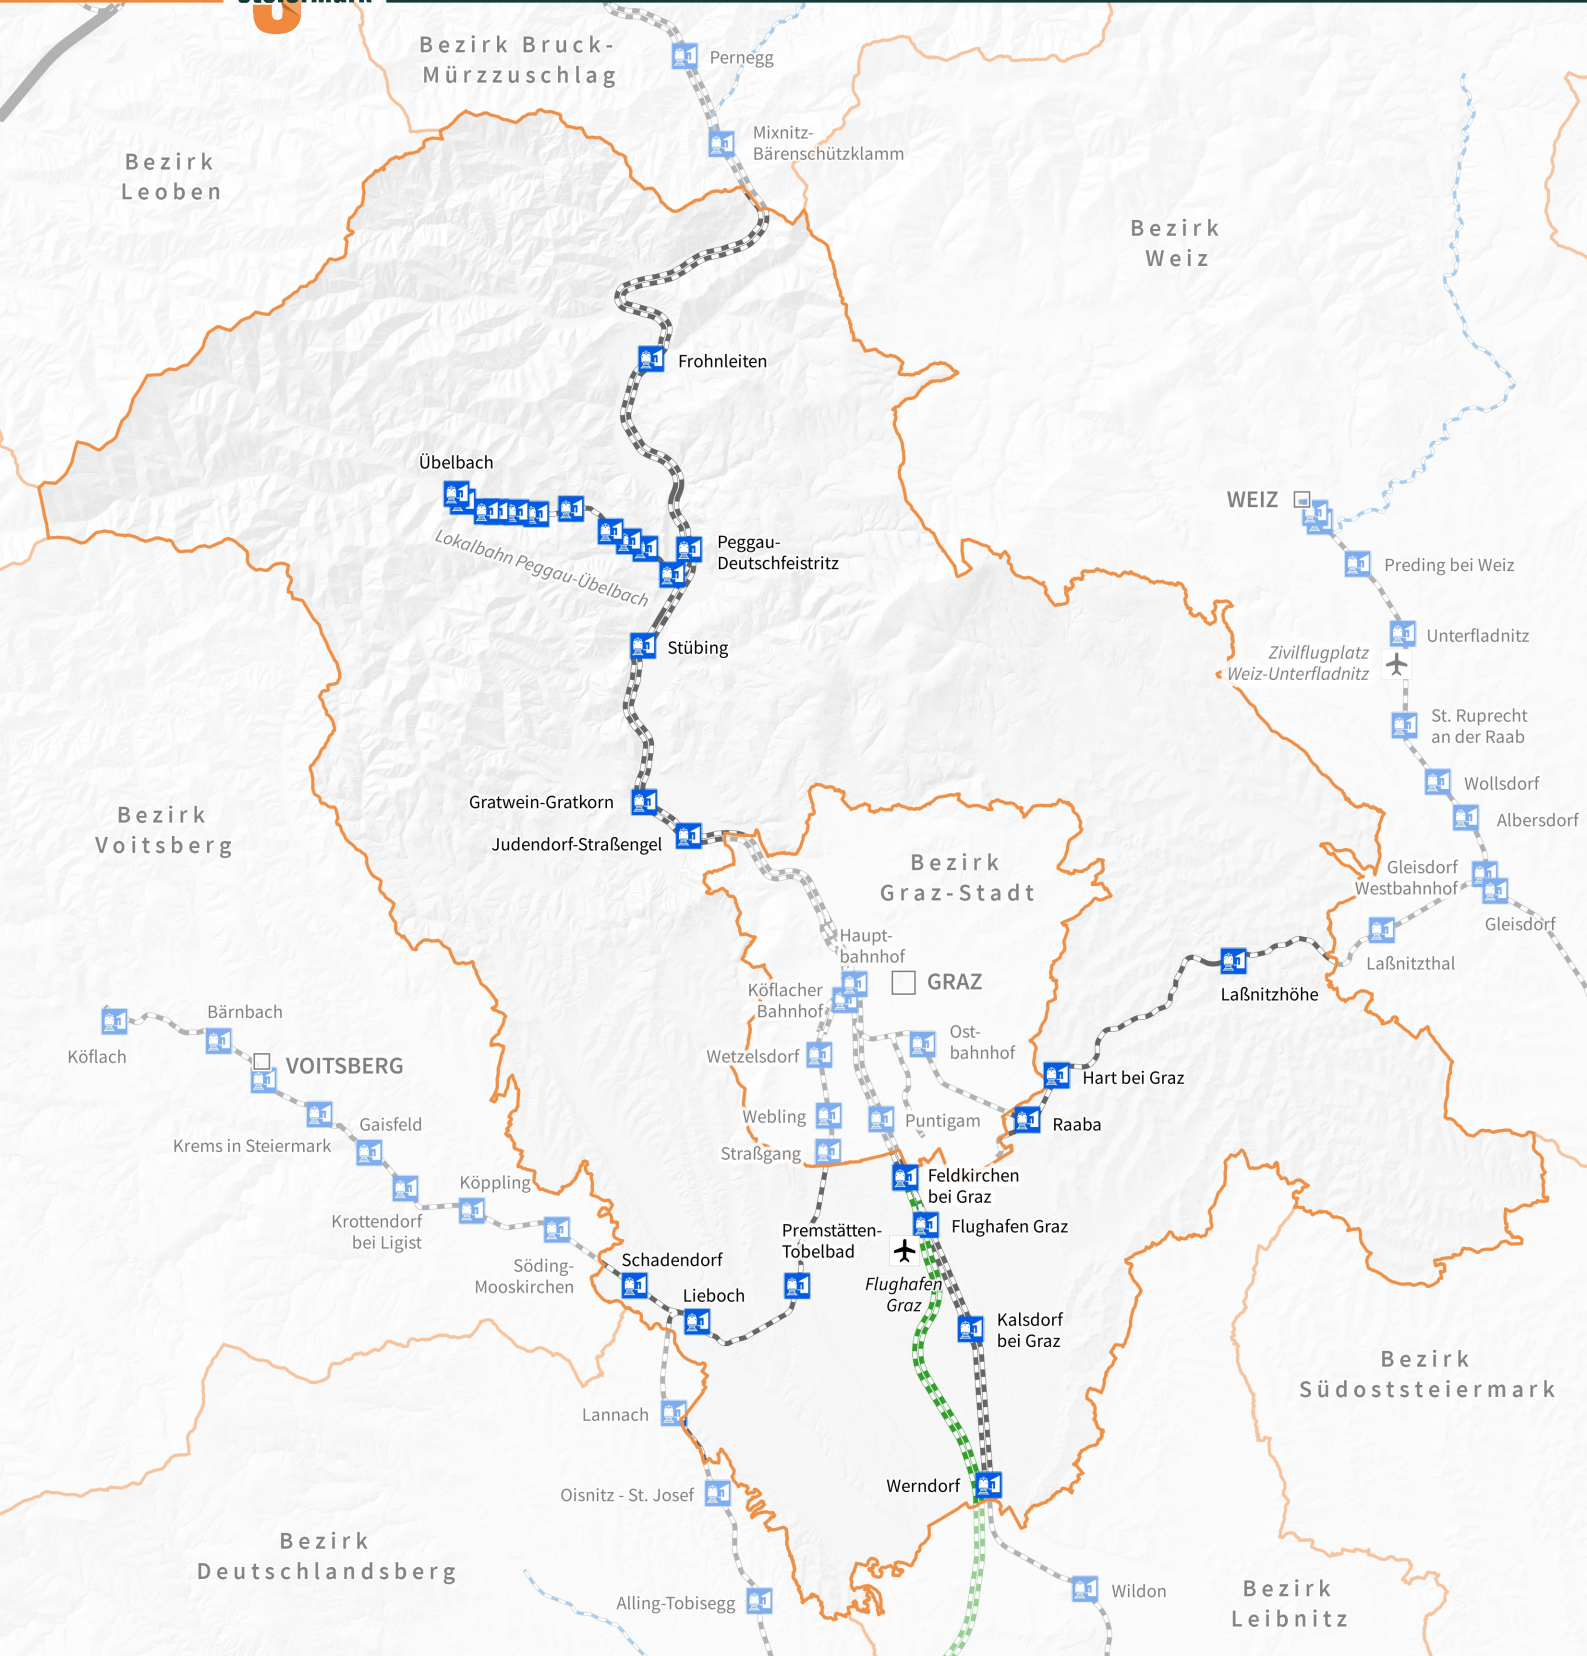 Steiermark
Bezirk Bruck-
Mürzzuschlag
Pernegg
Mixnitz-
Bärenschützklamm
Bezirk
Leoben
Bezirk
Weiz
Frohnleiten
Übelbach
Lokalbahn Peggau-Übelbach
Peggau-
Deutschfeistritz
WEIZ
Preding bei Weiz
Unterfladnitz
Zivilflugplatz
Weiz-Unterfladnitz
Stübing
St. Ruprecht
an der Raab
Wollsdorf
Albersdorf
Gratwein-Gratkorn
Judendorf-Straßengel
Bezirk
Voitsberg
Bezirk
Graz-Stadt
Gleisdorf
Westbahnhof
Gleisdorf
Haupt-
bahnhof
Laßnitzthal
GRAZ
Köflacher
Bahnhof
Laßnitzhöhe
Bärnbach
Köflach
VOITSBERG
Wetzelsdorf
Ost-
bahnhof
Hart bei Graz
Gaisfeld
Krems in Steiermark
Webling
Puntigam
Raaba
Straßgang
Köppling
Feldkirchen
bei Graz
Krottendorf
bei Ligist
Premstätten-
Tobelbad
Flughafen Graz
Söding-
Mooskirchen
Schadendorf
Lieboch
Flughafen
Graz
Kalsdorf
bei Graz
Bezirk
Südoststeiermark
Lannach
Werndorf
Oisnitz - St. Josef
Bezirk
Deutschlandsberg
Alling-Tobisegg
Wildon
Bezirk
Leibnitz